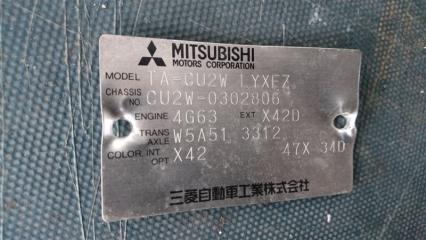 MITSUBISHI
MOTORS CORPORATION
MODEL TA-CU2W LYXEZ
CHASSIS NO. CU2W-0302806
ENGINE 4G63 EXT X42D
TRANS AXLE W5A51 3312
COLOR, INT OPT X42 47X 34D
三菱自動車工業株式会社